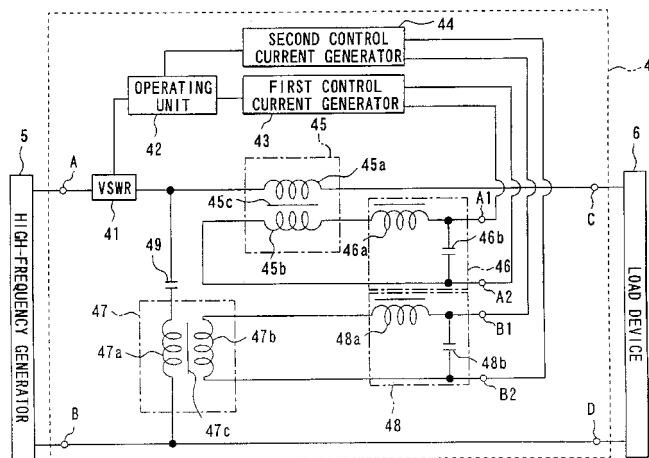 44
SECOND CONTROL
CURRENT GENERATOR
OPERATING
UNIT
FIRST CONTROL
CURRENT GENERATOR
4
5
A
42
43
45
6
VSWR
41
45a
45c
45b
A1
C
46a
46b
46
A2
49
47
B1
48a
47a
47b
48b
B2
47c
48
B
D
HIGH-FREQUENCY GENERATOR
LOAD DEVICE